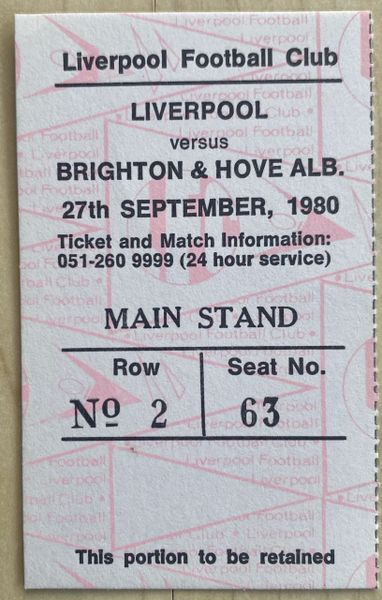 Liverpool Football Club
LIVERPOOL
versus
BRIGHTON & HOVE ALB.
27th SEPTEMBER, 1980
Ticket and Match Information:
051-260 9999 (24 hour service)
MAIN STAND
Row Seat No.
Nº 2 63
This portion to be retained